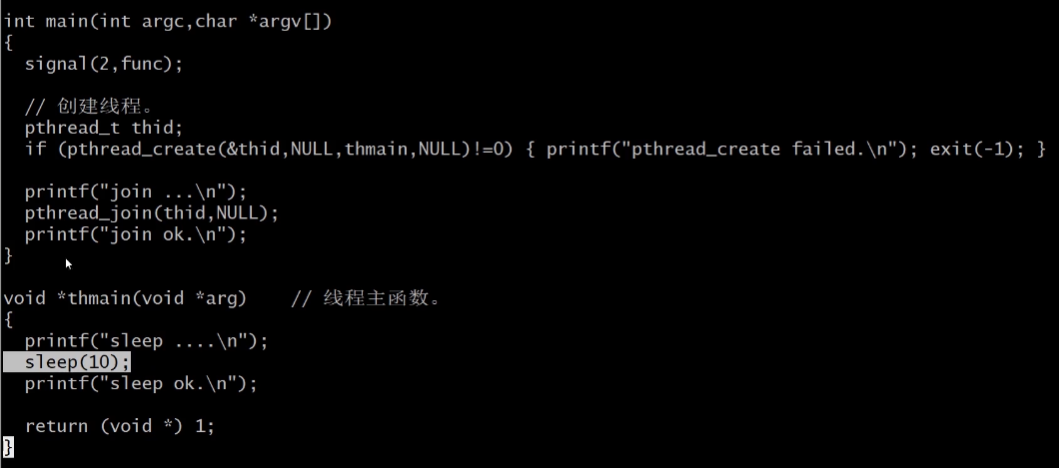 int main(int argc,char *argv[])
{
  signal(2,func);

  // 创建线程。
  pthread_t thid;
  if (pthread_create(&thid,NULL,thmain,NULL)!=0) { printf("pthread_create failed.\n"); exit(-1); }

  printf("join ...\n");
  pthread_join(thid,NULL);
  printf("join ok.\n");
}

void *thmain(void *arg)    // 线程主函数。
{
  printf("sleep ....\n");
  sleep(10);
  printf("sleep ok.\n");

  return (void *) 1;
}